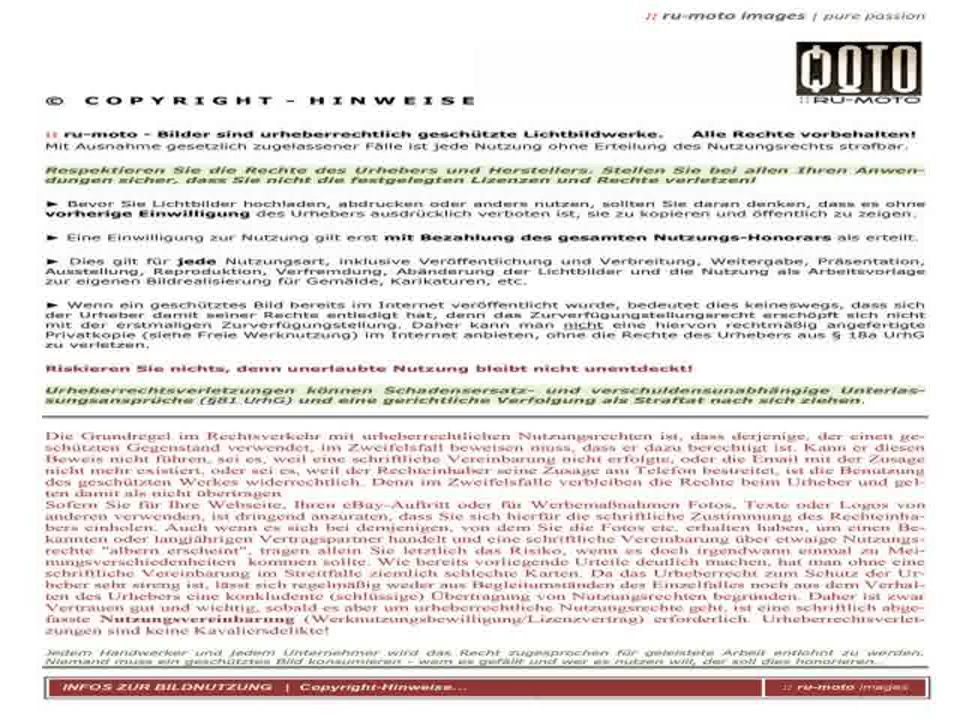 :: ru-moto images | pure passion
FOTO
:: RU-MOTO
© COPYRIGHT - HINWEISE
:: ru-moto - Bilder sind urheberrechtlich geschützte Lichtbildwerke. Alle Rechte vorbehalten!
Mit Ausnahme gesetzlich zugelassener Fälle ist jede Nutzung ohne Erteilung des Nutzungsrechts strafbar.
Respektieren Sie die Rechte des Urhebers und Herstellers. Stellen Sie bei allen Ihren Anwen-
dungen sicher, dass Sie nicht die festgelegten Lizenzen und Rechte verletzen!
► Bevor Sie Lichtbilder hochladen, abdrucken oder anders nutzen, sollten Sie daran denken, dass es ohne
vorherige Einwilligung des Urhebers ausdrücklich verboten ist, sie zu kopieren und öffentlich zu zeigen.
► Eine Einwilligung zur Nutzung gilt erst mit Bezahlung des gesamten Nutzungs-Honorars als erteilt.
► Dies gilt für jede Nutzungsart, inklusive Veröffentlichung und Verbreitung, Weitergabe, Präsentation,
Ausstellung, Reproduktion, Verfremdung, Abänderung der Lichtbilder und die Nutzung als Arbeitsvorlage
zur eigenen Bildrealisierung für Gemälde, Karikaturen, etc.
► Wenn ein geschütztes Bild bereits im Internet veröffentlicht wurde, bedeutet dies keineswegs, dass sich
der Urheber damit seiner Rechte entledigt hat, denn das Zurverfügungstellungsrecht erschöpft sich nicht
mit der erstmaligen Zurverfügungstellung. Daher kann man nicht eine hiervon rechtmäßig angefertigte
Privatkopie (siehe Freie Werknutzung) im Internet anbieten, ohne die Rechte des Urhebers aus § 18a UrhG
zu verletzen.
Riskieren Sie nichts, denn unerlaubte Nutzung bleibt nicht unentdeckt!
Urheberrechtsverletzungen können Schadensersatz- und verschuldensunabhängige Unterlas-
sungsansprüche (§81 UrhG) und eine gerichtliche Verfolgung als Straftat nach sich ziehen.
Die Grundregel im Rechtsverkehr mit urheberrechtlichen Nutzungsrechten ist, dass derjenige, der einen ge-
schützten Gegenstand verwendet, im Zweifelsfall beweisen muss, dass er dazu berechtigt ist. Kann er diesen
Beweis nicht führen, sei es, weil eine schriftliche Vereinbarung nicht erfolgte, oder die Email mit der Zusage
nicht mehr existiert, oder sei es, weil der Rechteinhaber seine Zusage am Telefon bestreitet, ist die Benutzung
des geschützten Werkes widerrechtlich. Denn im Zweifelsfalle verbleiben die Rechte beim Urheber und gel-
ten damit als nicht übertragen
Sofern Sie für Ihre Webseite, Ihren eBay-Auftritt oder für Werbemaßnahmen Fotos, Texte oder Logos von
anderen verwenden, ist dringend anzuraten, dass Sie sich hierfür die schriftliche Zustimmung des Rechteinha-
bers einholen. Auch wenn es sich bei demjenigen, von dem Sie die Fotos etc. erhalten haben, um einen Be-
kannten oder langjährigen Vertragspartner handelt und eine schriftliche Vereinbarung über etwaige Nutzungs-
rechte "albern erscheint", tragen allein Sie letztlich das Risiko, wenn es doch irgendwann einmal zu Mei-
nungsverschiedenheiten kommen sollte. Wie bereits vorliegende Urteile deutlich machen, hat man ohne eine
schriftliche Vereinbarung im Streitfalle ziemlich schlechte Karten. Da das Urheberrecht zum Schutz der Ur-
heber sehr streng ist, lässt sich regelmäßig weder aus Begleitumständen des Einzelfalles noch aus dem Verhal-
ten des Urhebers eine konkludente (schlüssige) Übertragung von Nutzungsrechten begründen. Daher ist zwar
Vertrauen gut und wichtig, sobald es aber um urheberrechtliche Nutzungsrechte geht, ist eine schriftlich abge-
fasste Nutzungsvereinbarung (Werknutzungsbewilligung/Lizenzvertrag) erforderlich. Urheberrechtsverlet-
zungen sind keine Kavaliersdelikte!
Jedem Handwerker und jedem Unternehmer wird das Recht zugesprochen für geleistete Arbeit entlohnt zu werden.
Niemand muss ein geschütztes Bild konsumieren - wem es gefällt und wer es nutzen will, der soll dies honorieren.
INFOS ZUR BILDNUTZUNG | Copyright-Hinweise... :: ru-moto images